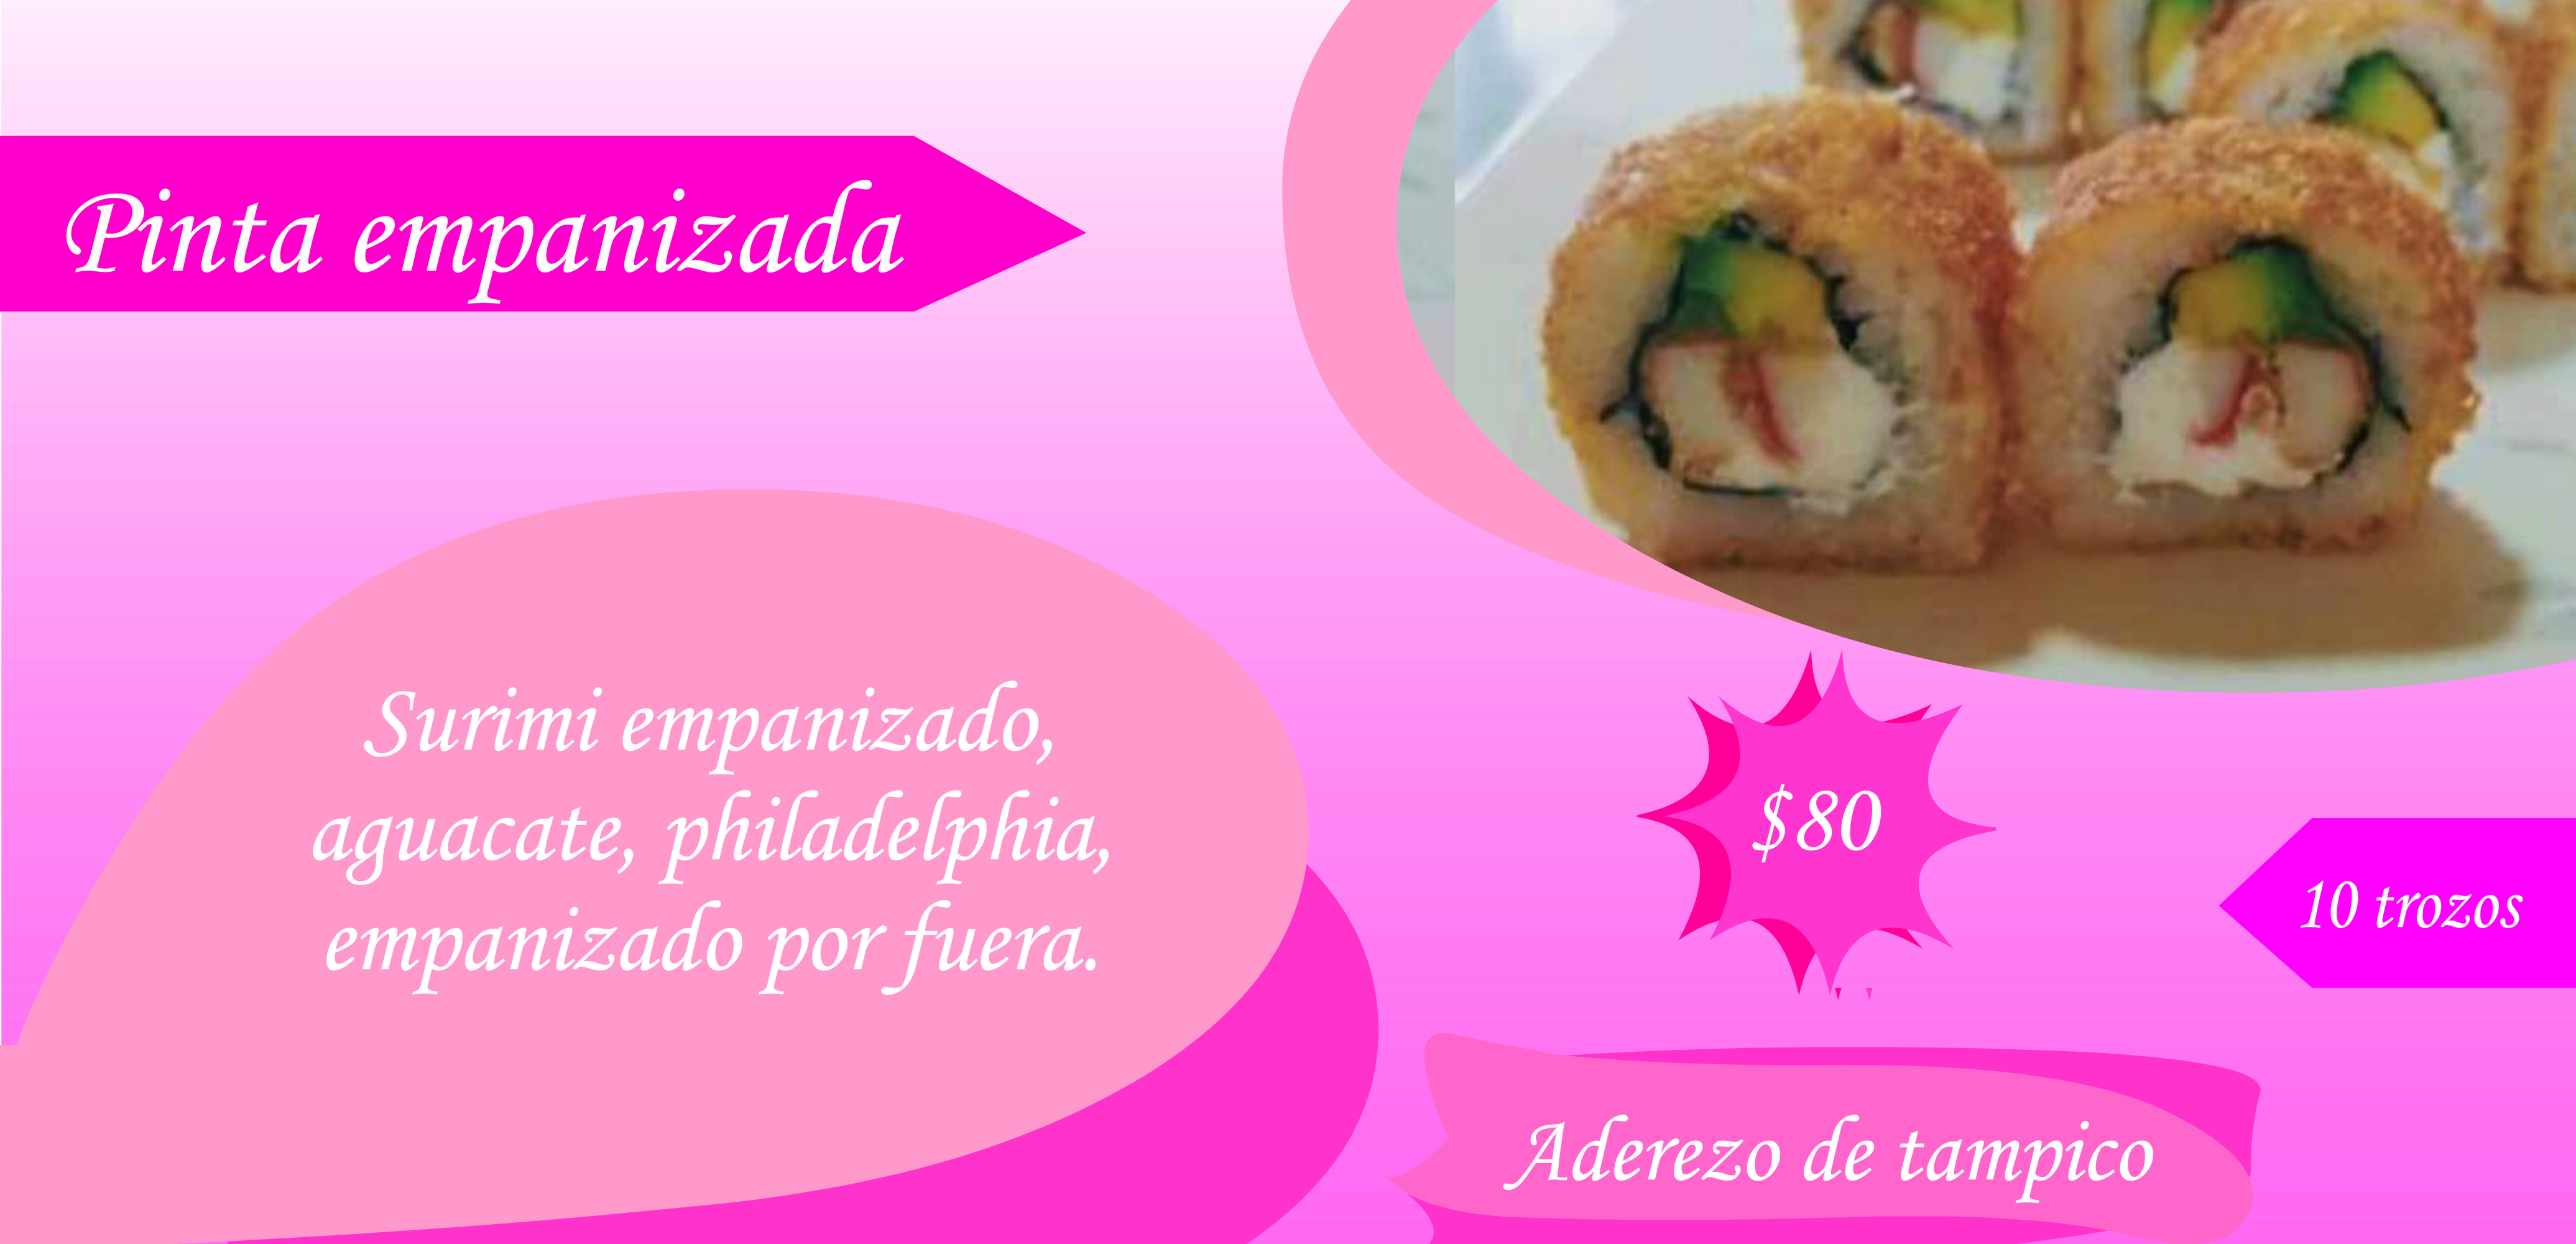 Pinta empanizada
Surimi empanizado,
aguacate, philadelphia,
empanizado por fuera.
$80
10 trozos
Aderezo de tampico